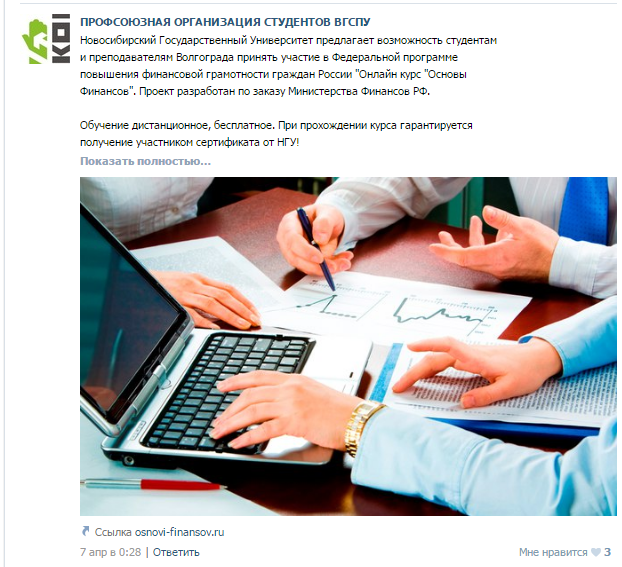 ПРОФСОЮЗНАЯ ОРГАНИЗАЦИЯ СТУДЕНТОВ ВГСПУ
Новосибирский Государственный Университет предлагает возможность студентам
и преподавателям Волгограда принять участие в Федеральной программе
повышения финансовой грамотности граждан России "Онлайн курс "Основы
Финансов". Проект разработан по заказу Министерства Финансов РФ.
Обучение дистанционное, бесплатное. При прохождении курса гарантируется
получение участником сертификата от НГУ!
Показать полностью...
Ссылка osnovi-finansov.ru
7 апр в 0:28 | Ответить
Мне нравится 3